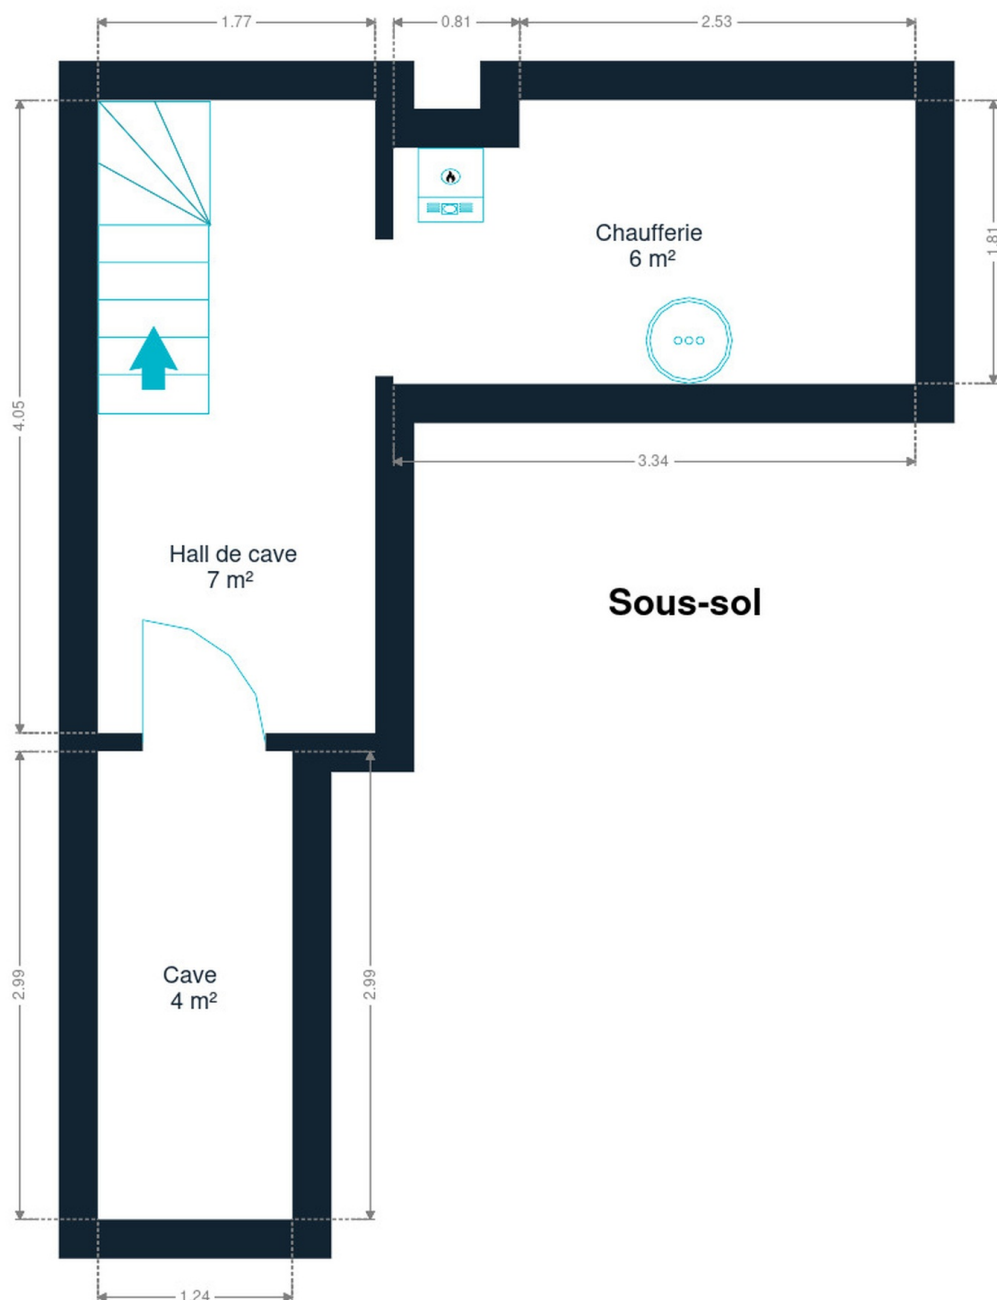 1.77
0.81
2.53
Chaufferie
6 m²
1.81
4.05
3.34
Hall de cave
7 m²
Sous-sol
2.99
2.99
Cave
4 m²
1.24